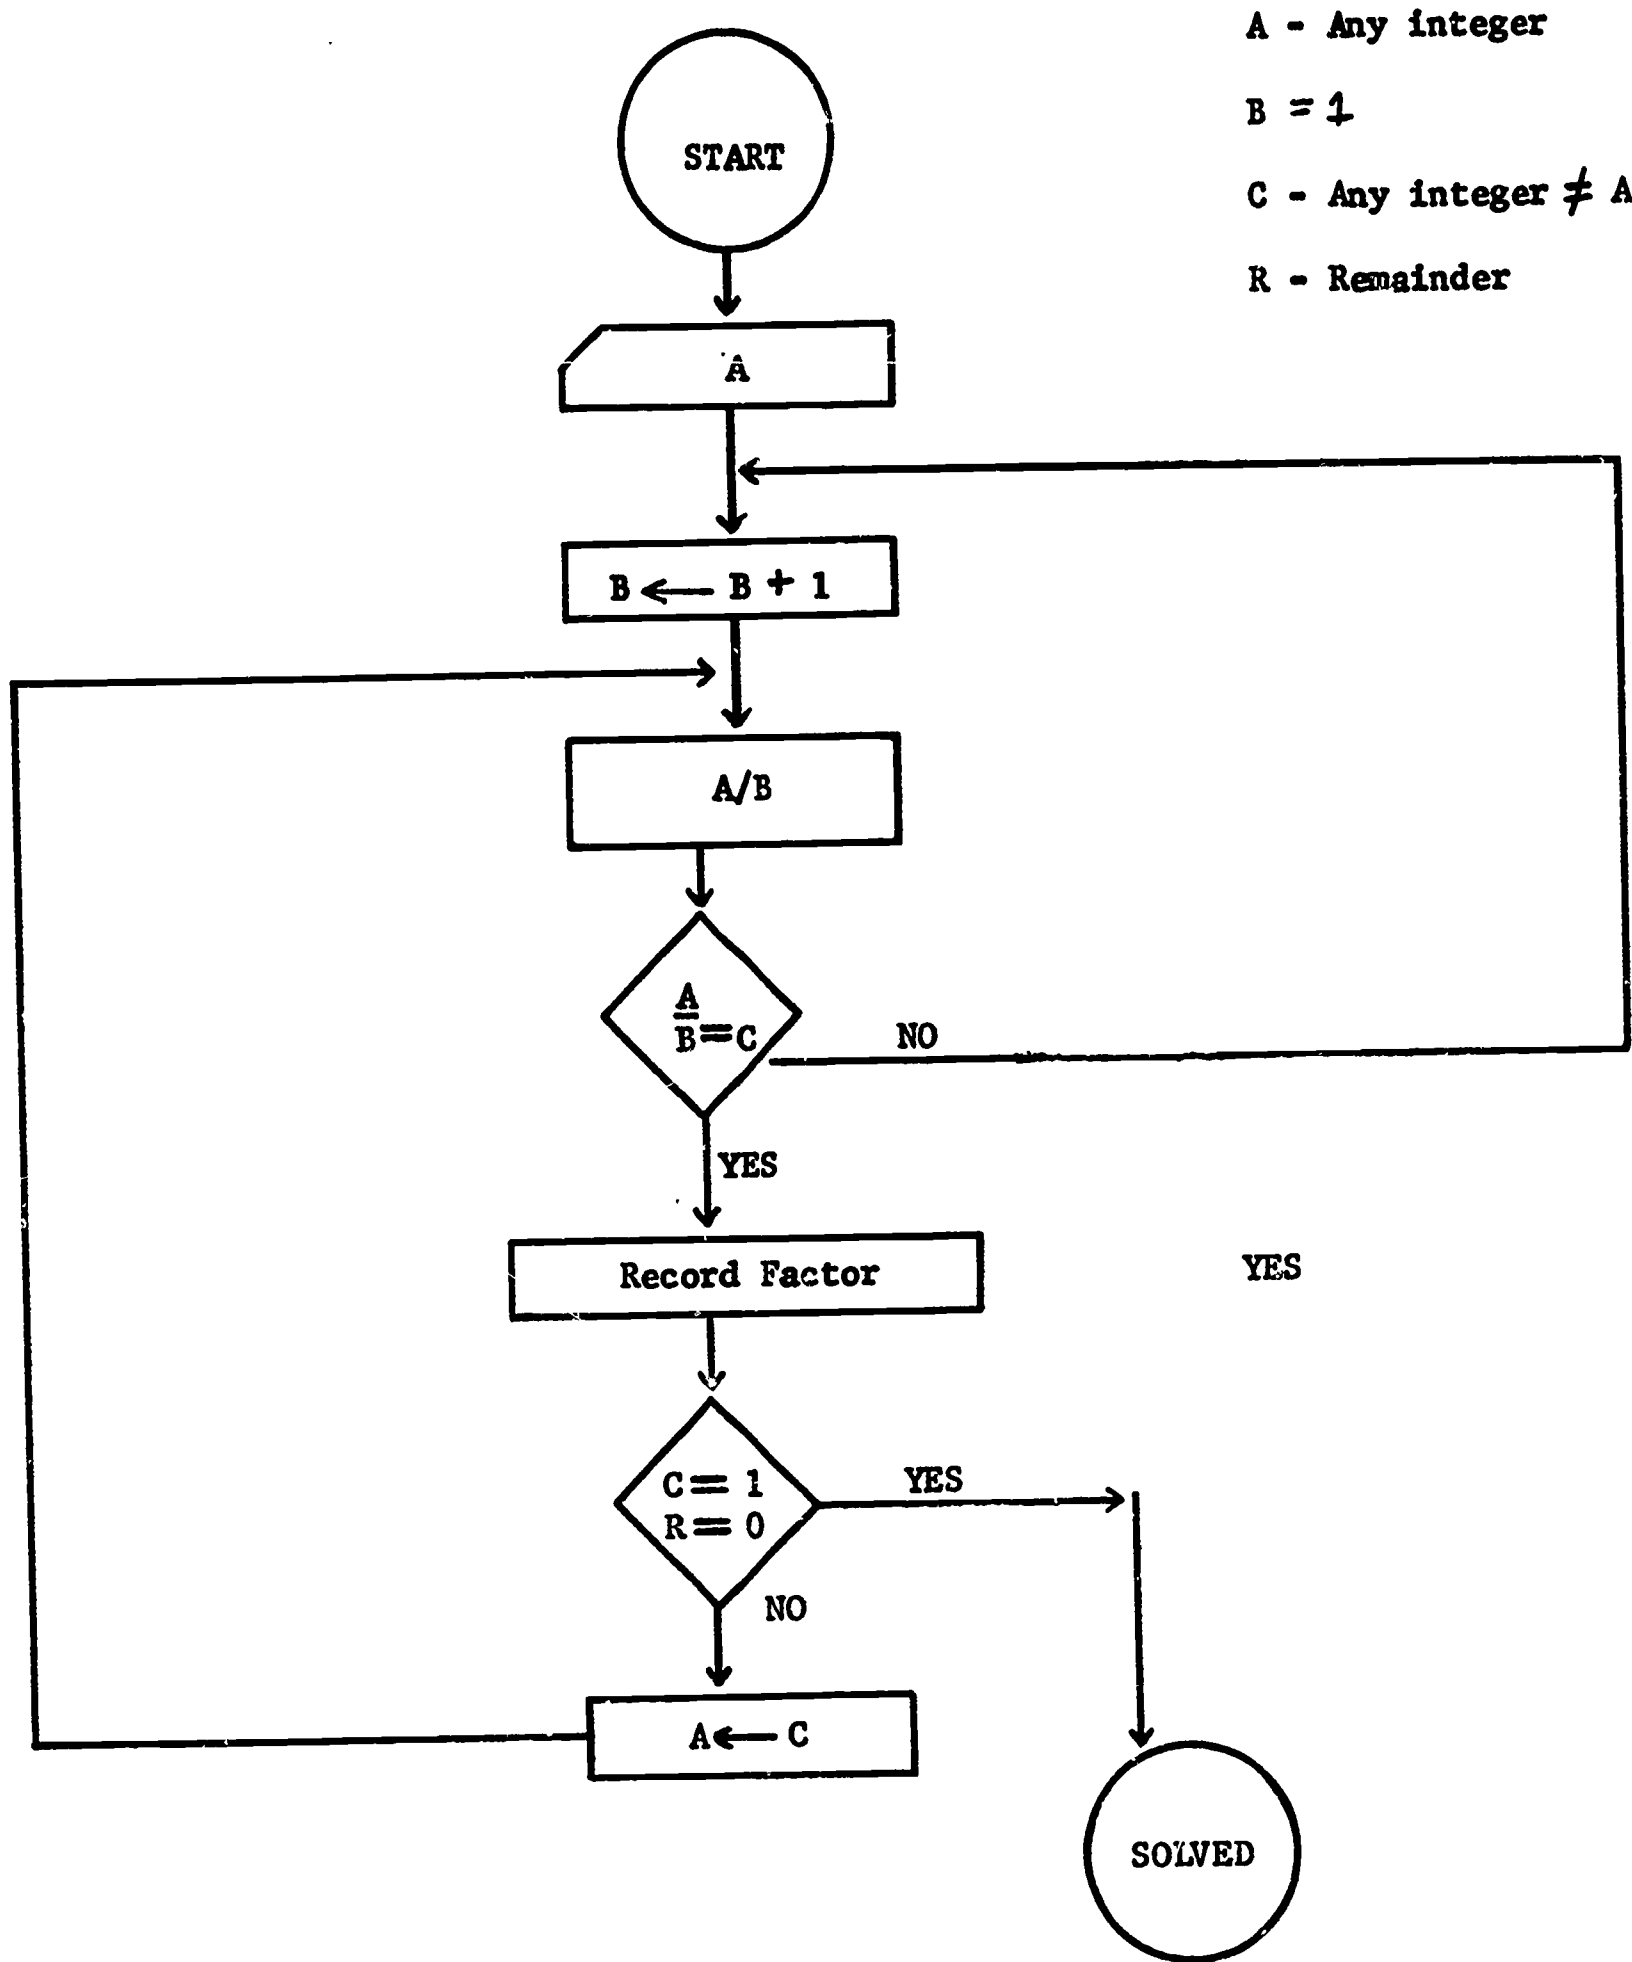 A - Any integer
B = 1
C - Any integer ≠ A
R - Remainder
START
A
B ← B + 1
A/B
A
B = C
NO
YES
Record Factor
YES
C = 1
R = 0
YES
NO
A ← C
SOLVED